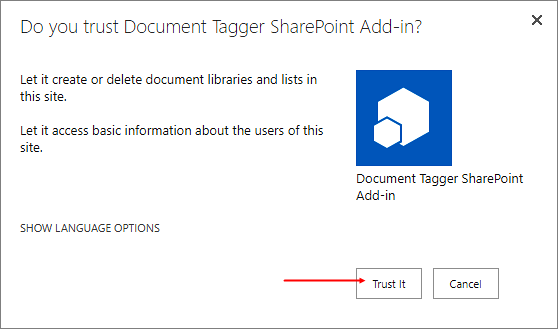 Do you trust Document Tagger SharePoint Add-in?
Let it create or delete document libraries and lists in
this site.
Let it access basic information about the users of this
site.
Document Tagger SharePoint
Add-in
SHOW LANGUAGE OPTIONS
Trust It
Cancel